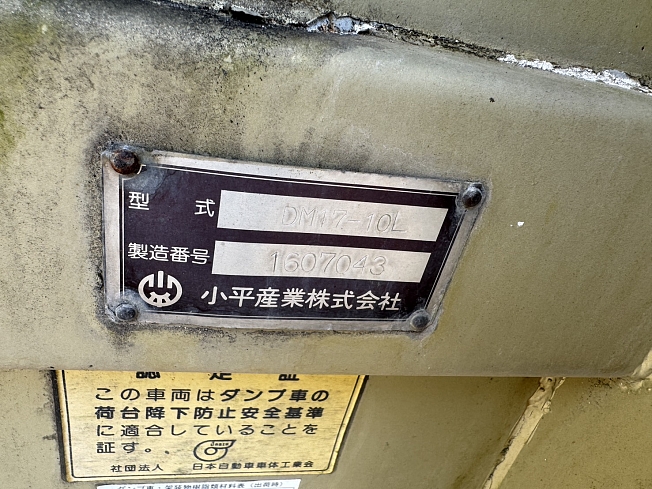 型式 DM17-10L
製造番号 1607043
小平産業株式会社
認定証
この車両はダンプ車の
荷台降下防止安全基準
に適合していることを
証す。
社団法人 日本自動車車体工業会